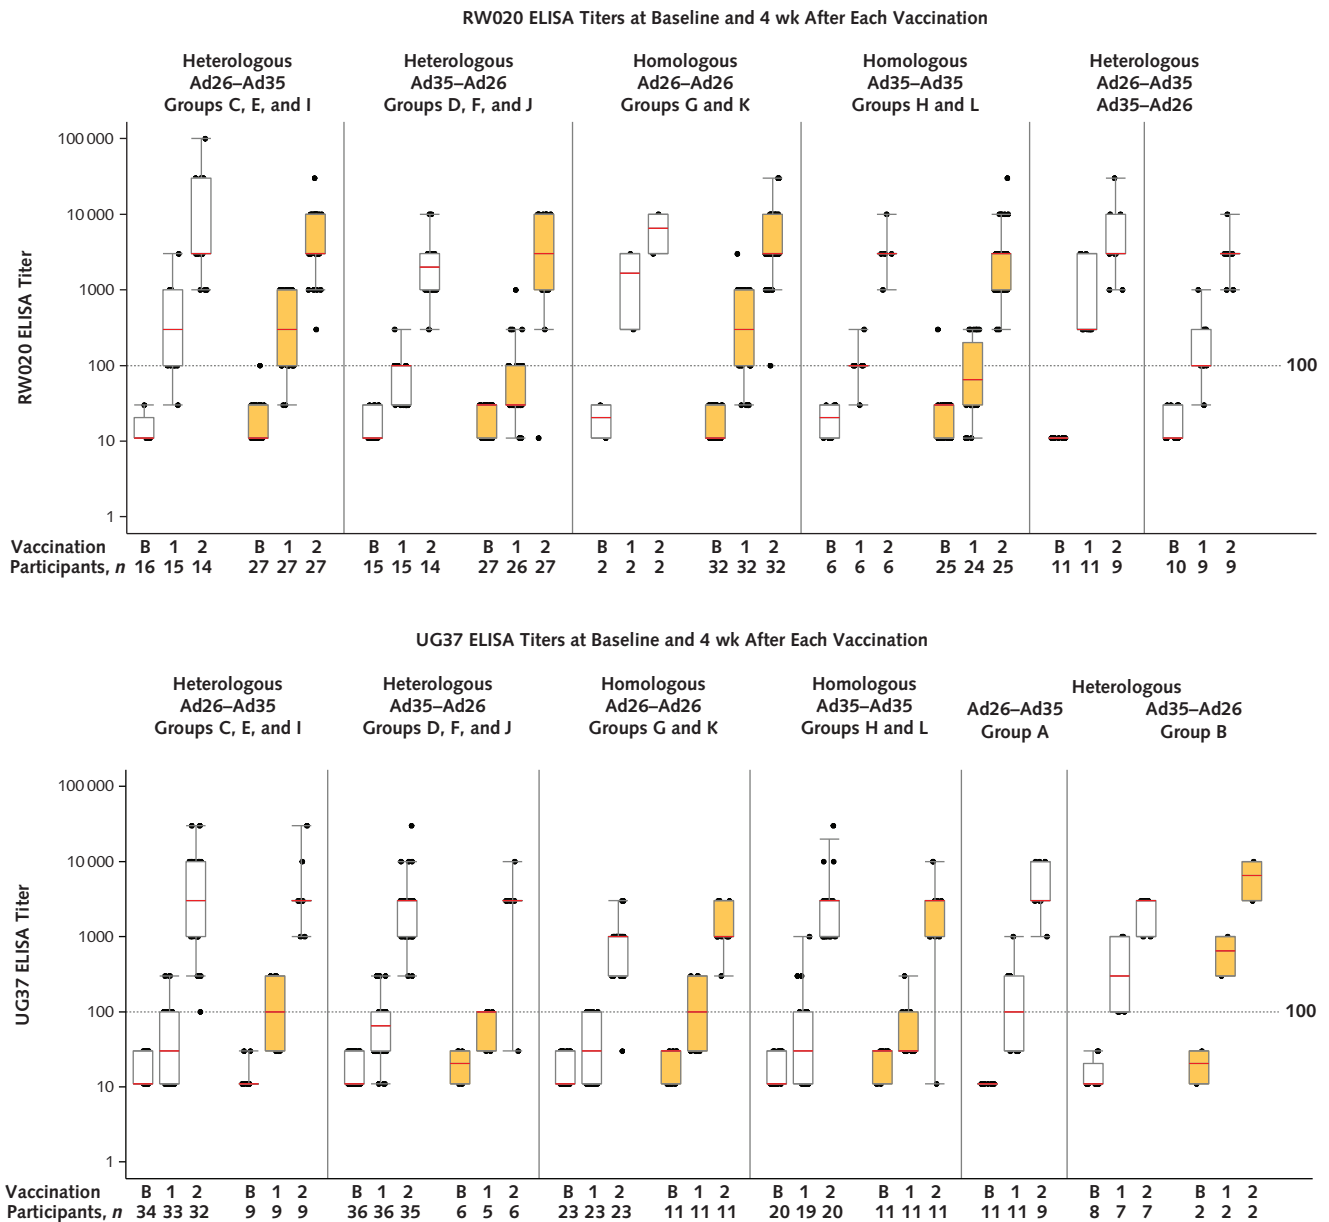 RW020 ELISA Titers at Baseline and 4 wk After Each Vaccination
Heterologous
Ad26–Ad35
Groups C, E, and I
Heterologous
Ad35–Ad26
Groups D, F, and J
Homologous
Ad26–Ad26
Groups G and K
Homologous
Ad35–Ad35
Groups H and L
Heterologous
Ad26–Ad35
Ad35–Ad26
RW020 ELISA Titer
100 000
10 000
1000
100
10
1
100
Vaccination B 1 2 B 1 2 B 1 2 B 1 2 B 1 2 B 1 2 B 1 2 B 1 2 B 1 2 B 1 2
Participants, n 16 15 14 27 27 27 15 15 14 27 26 27 2 2 2 32 32 32 6 6 6 25 24 25 11 11 9 10 9 9
UG37 ELISA Titers at Baseline and 4 wk After Each Vaccination
Heterologous
Ad26–Ad35
Groups C, E, and I
Heterologous
Ad35–Ad26
Groups D, F, and J
Homologous
Ad26–Ad26
Groups G and K
Homologous
Ad35–Ad35
Groups H and L
Heterologous
Ad26–Ad35
Group A
Ad35–Ad26
Group B
UG37 ELISA Titer
100 000
10 000
1000
100
10
1
100
Vaccination B 1 2 B 1 2 B 1 2 B 1 2 B 1 2 B 1 2 B 1 2 B 1 2 B 1 2 B 1 2 B 1 2
Participants, n 34 33 32 9 9 9 36 36 35 6 5 6 23 23 23 11 11 11 20 19 20 11 11 11 11 11 9 8 7 7 2 2 2